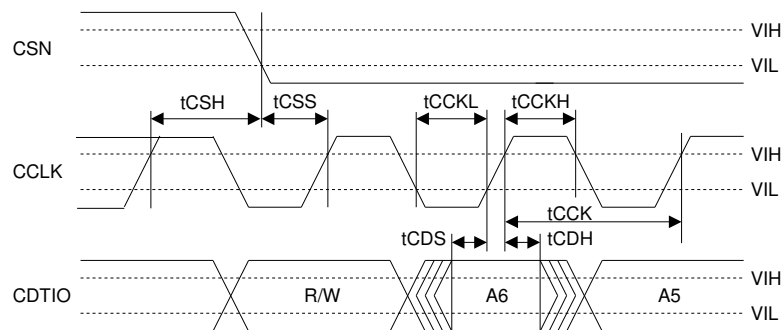 CSN VIH
VIL
tCSH tCSS tCCKL tCCKH
CCLK VIH
VIL
tCCK
tCDS tCDH
CDTIO R/W A6 A5 VIH
VIL